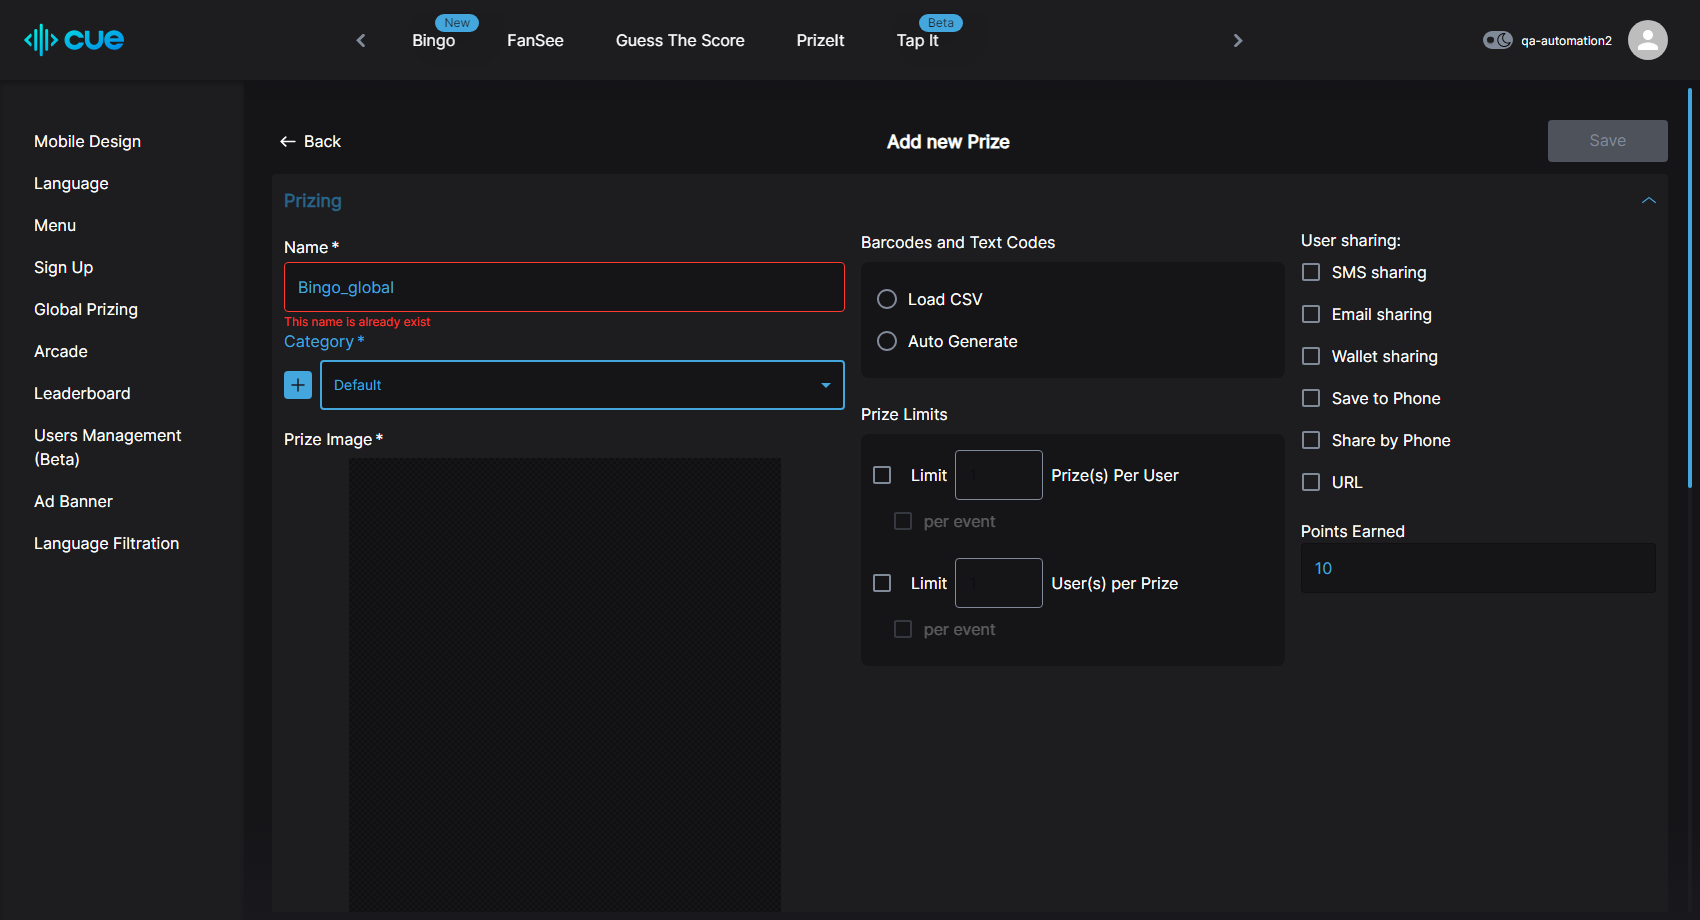 cue
Bingo
New
FanSee
Guess The Score
PrizeIt
Tap It
Beta
qa-automation2
Mobile Design
Language
Menu
Sign Up
Global Prizing
Arcade
Leaderboard
Users Management
(Beta)
Ad Banner
Language Filtration
Back
Add new Prize
Save
Prizing
Name *
Bingo_global
This name is already exist
Category *
Default
Prize Image *
Barcodes and Text Codes
Load CSV
Auto Generate
Prize Limits
Limit 1 Prize(s) Per User
per event
Limit 1 User(s) per Prize
per event
User sharing:
SMS sharing
Email sharing
Wallet sharing
Save to Phone
Share by Phone
URL
Points Earned
10